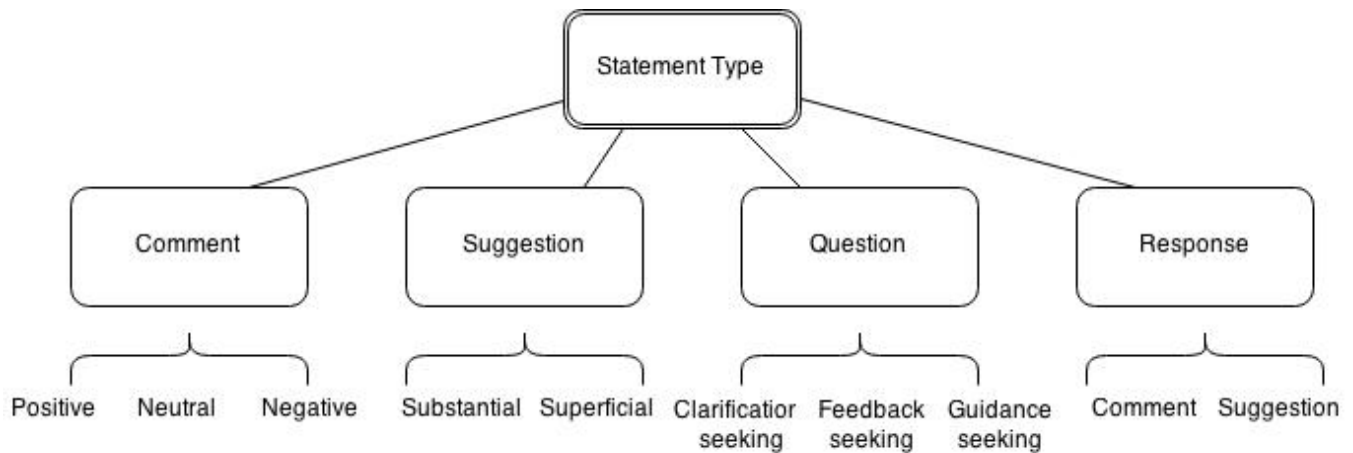 Statement Type
Comment
Suggestion
Question
Response
Positive
Neutral
Negative
Substantial
Superficial
Clarificatior
seeking
Feedback
seeking
Guidance
seeking
Comment
Suggestion